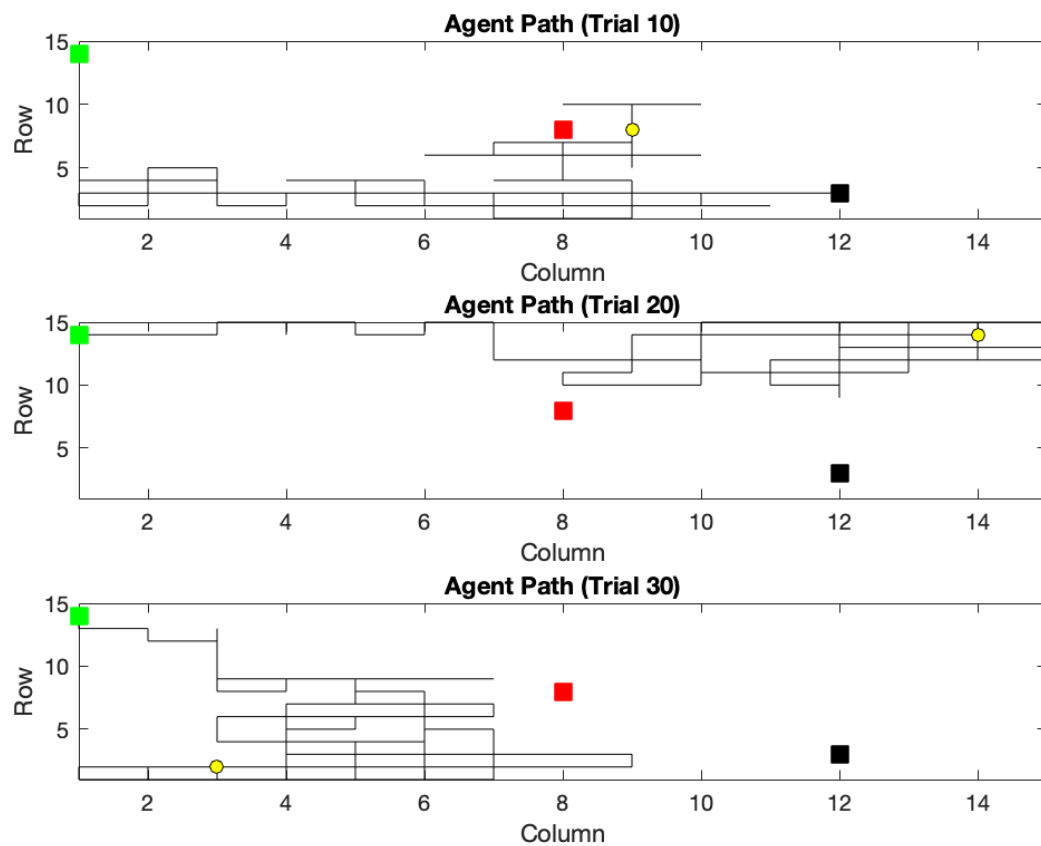 Agent Path (Trial 10)
15
10
5
Row
2 4 6 8 10 12 14
Column
Agent Path (Trial 20)
15
10
5
Row
2 4 6 8 10 12 14
Column
Agent Path (Trial 30)
15
10
5
Row
2 4 6 8 10 12 14
Column